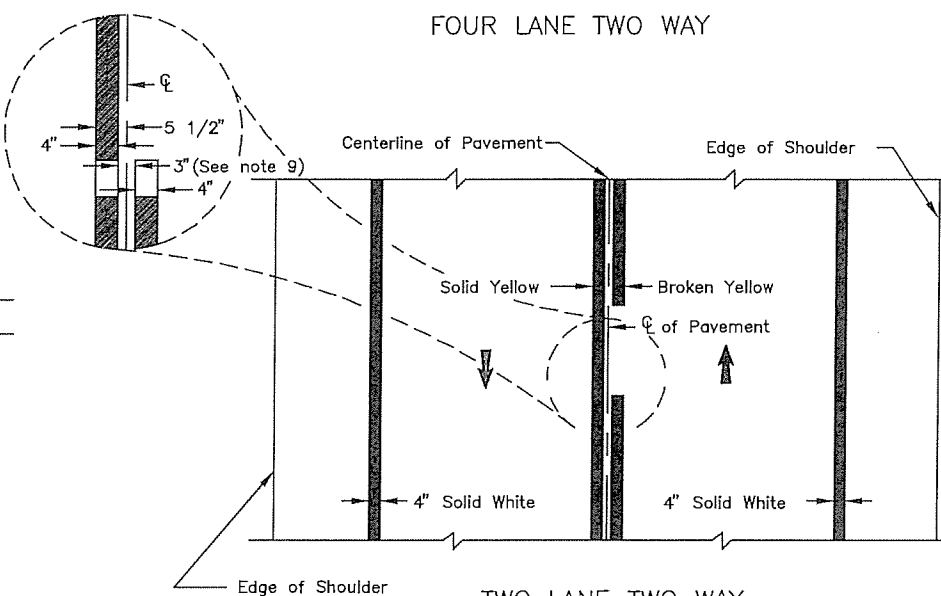 FOUR LANE TWO WAY
℄
5 1/2"
4"
3" (See note 9)
4"
Centerline of Pavement
Edge of Shoulder
Solid Yellow
Broken Yellow
℄ of Pavement
4" Solid White
4" Solid White
Edge of Shoulder
TWO LANE TWO WAY